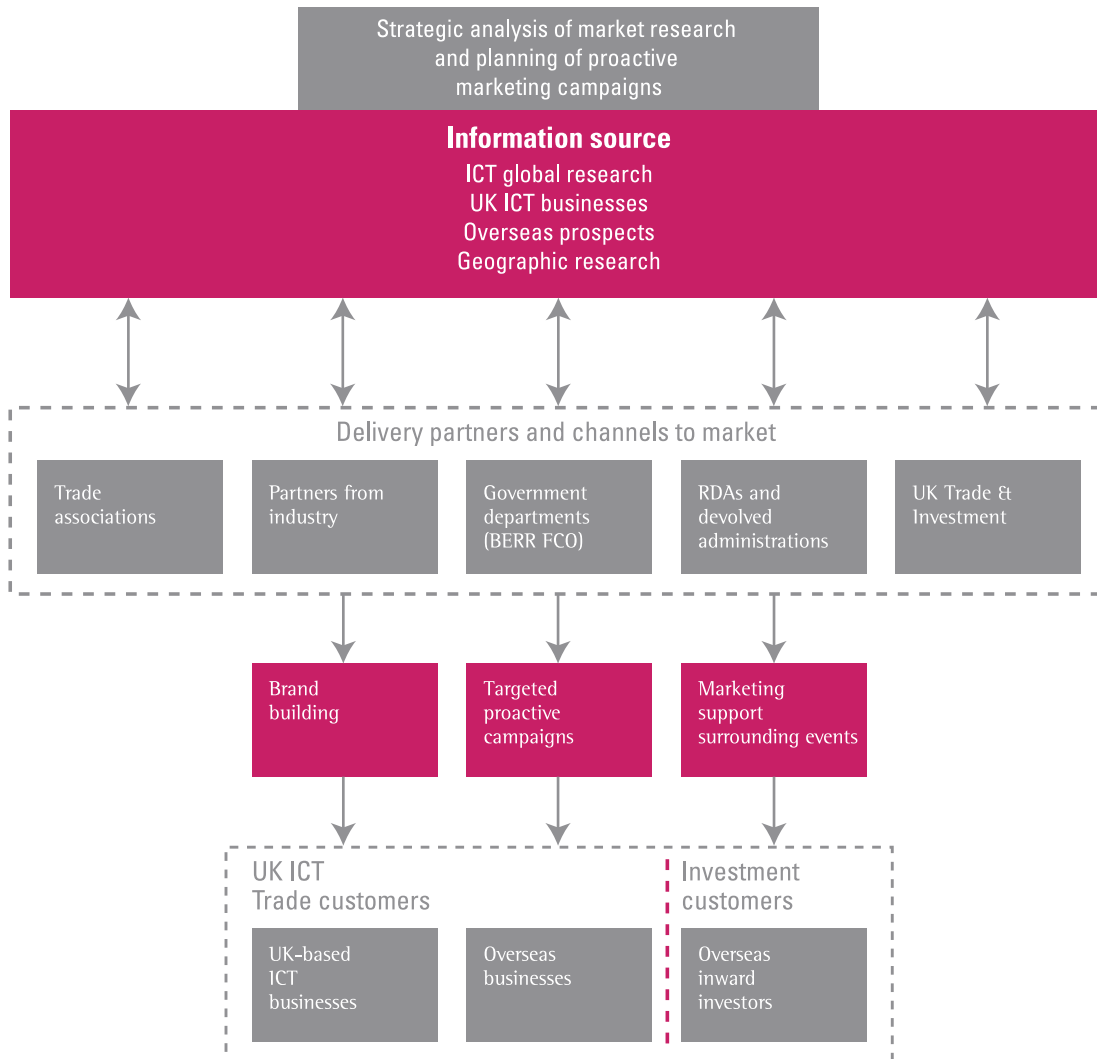 Strategic analysis of market research
and planning of proactive
marketing campaigns
Information source
ICT global research
UK ICT businesses
Overseas prospects
Geographic research
Delivery partners and channels to market
Trade
associations
Partners from
industry
Government
departments
(BERR FCO)
RDAs and
devolved
administrations
UK Trade &
Investment
Brand
building
Targeted
proactive
campaigns
Marketing
support
surrounding events
UK ICT
Trade customers
Investment
customers
UK-based
ICT
businesses
Overseas
businesses
Overseas
inward
investors